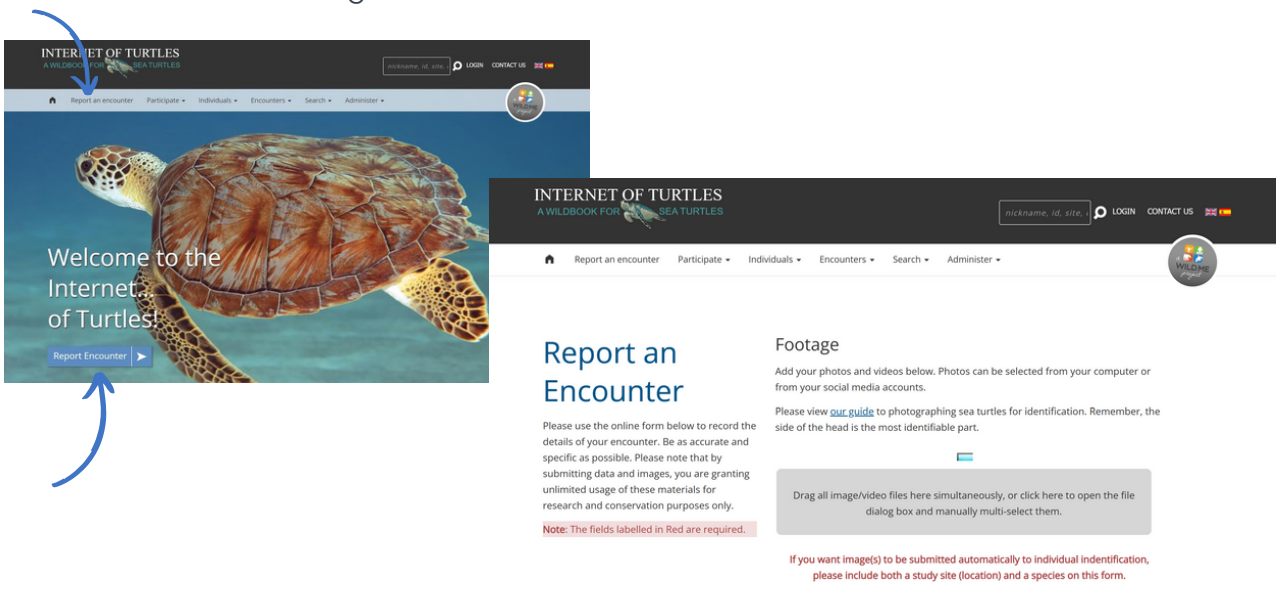 INTERNET OF TURTLES
A WILDBOOK FOR SEA TURTLES
nickname, id, site,
LOGIN
CONTACT US
Report an encounter
Participate
Individuals
Encounters
Search
Administer
WILD ME
Welcome to the
Internet...
of Turtles!
Report Encounter
INTERNET OF TURTLES
A WILDBOOK FOR SEA TURTLES
nickname, id, site,
LOGIN
CONTACT US
Report an encounter
Participate
Individuals
Encounters
Search
Administer
a
WILD ME
project
Report an
Encounter
Please use the online form below to record the
details of your encounter. Be as accurate and
specific as possible. Please note that by
submitting data and images, you are granting
unlimited usage of these materials for
research and conservation purposes only.
Note: The fields labelled in Red are required.
Footage
Add your photos and videos below. Photos can be selected from your computer or
from your social media accounts.
Please view our guide to photographing sea turtles for identification. Remember, the
side of the head is the most identifiable part.
Drag all image/video files here simultaneously, or click here to open the file
dialog box and manually multi-select them.
If you want image(s) to be submitted automatically to individual indentification,
please include both a study site (location) and a species on this form.